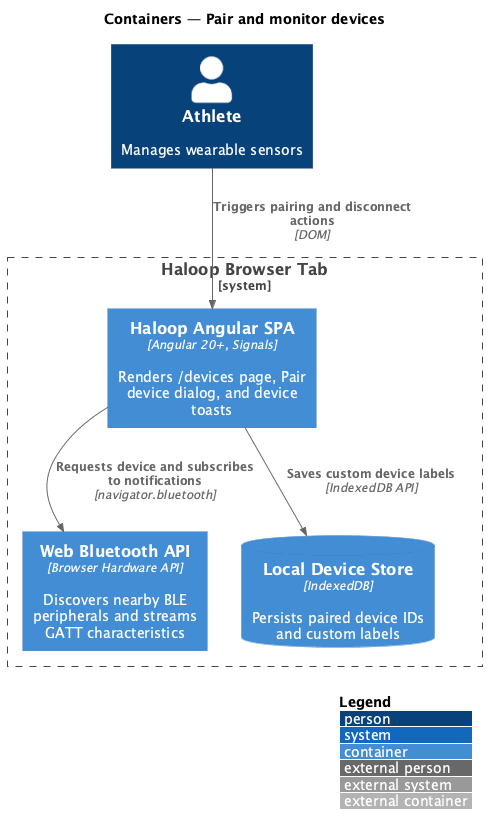 Containers — Pair and monitor devices
Athlete
Manages wearable sensors
Triggers pairing and disconnect
actions
[DOM]
Haloop Browser Tab
[system]
Haloop Angular SPA
[Angular 20+, Signals]
Renders /devices page, Pair
device dialog, and device
toasts
Requests device and subscribes
to notifications
[navigator.bluetooth]
Saves custom device labels
[IndexedDB API]
Web Bluetooth API
[Browser Hardware API]
Discovers nearby BLE
peripherals and streams
GATT characteristics
Local Device Store
[IndexedDB]
Persists paired device IDs
and custom labels
Legend
person
system
container
external person
external system
external container